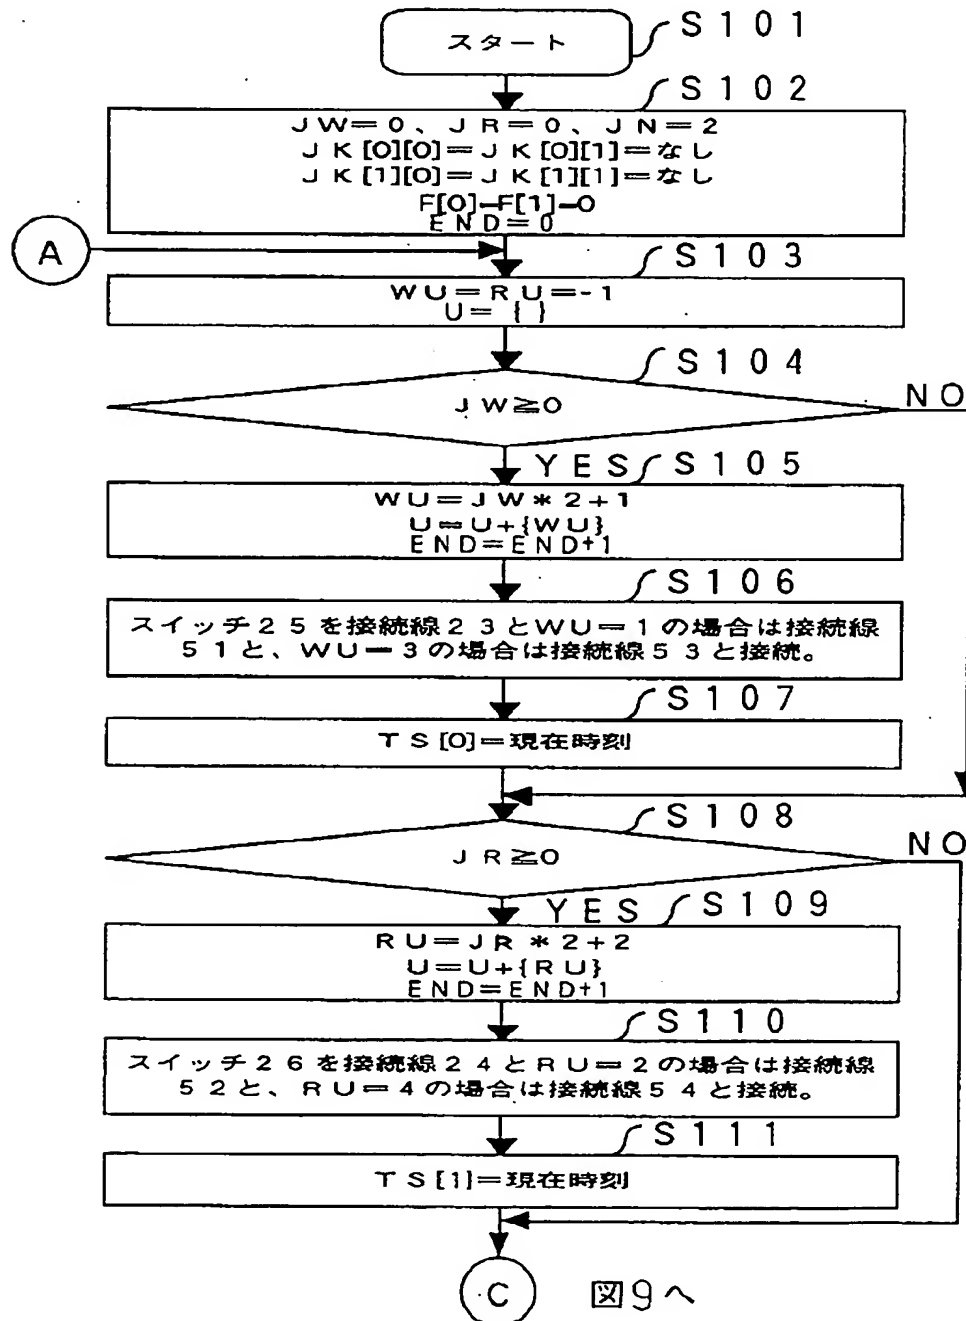 スタート
S101
S102
JW=0、JR=0、JN=2
JK[0][0]=JK[0][1]=なし
JK[1][0]=JK[1][1]=なし
F[0]=F[1]=0
END=0
A
S103
WU=RU=-1
U={ }
S104
JW≧0
NO
YES
S105
WU=JW*2+1
U=U+{WU}
END=END+1
S106
スイッチ25を接続線23とWU=1の場合は接続線
51と、WU=3の場合は接続線53と接続。
S107
TS[0]=現在時刻
S108
JR≧0
NO
YES
S109
RU=JR*2+2
U=U+{RU}
END=END+1
S110
スイッチ26を接続線24とRU=2の場合は接続線
52と、RU=4の場合は接続線54と接続。
S111
TS[1]=現在時刻
C
図9へ